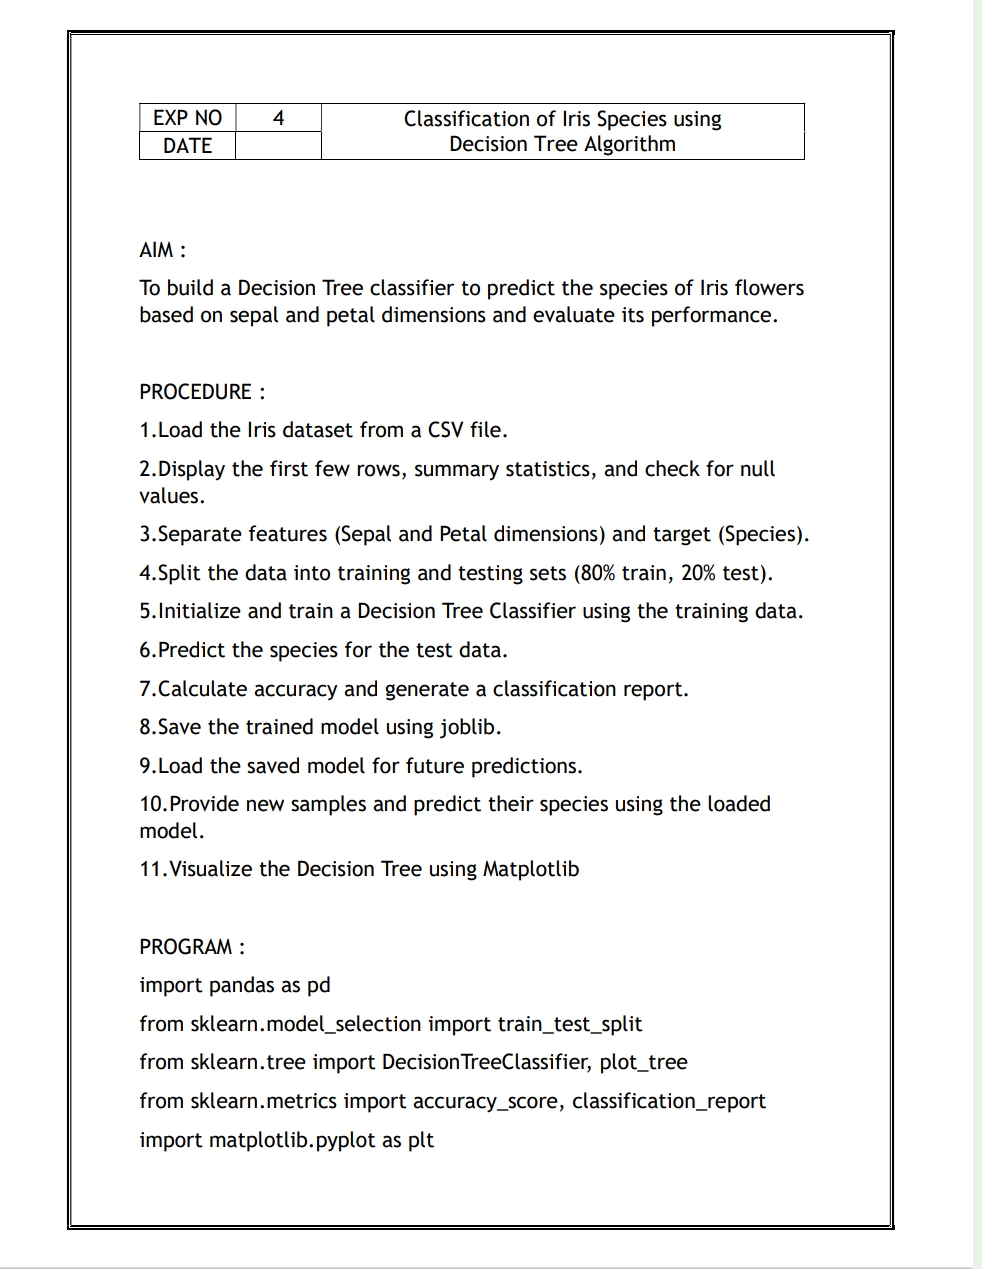 EXP NO 4 Classification of Iris Species using
DATE Decision Tree Algorithm
AIM :
To build a Decision Tree classifier to predict the species of Iris flowers
based on sepal and petal dimensions and evaluate its performance.
PROCEDURE :
1.Load the Iris dataset from a CSV file.
2.Display the first few rows, summary statistics, and check for null
values.
3.Separate features (Sepal and Petal dimensions) and target (Species).
4.Split the data into training and testing sets (80% train, 20% test).
5.Initialize and train a Decision Tree Classifier using the training data.
6.Predict the species for the test data.
7.Calculate accuracy and generate a classification report.
8.Save the trained model using joblib.
9.Load the saved model for future predictions.
10.Provide new samples and predict their species using the loaded
model.
11.Visualize the Decision Tree using Matplotlib
PROGRAM :
import pandas as pd
from sklearn.model_selection import train_test_split
from sklearn.tree import DecisionTreeClassifier, plot_tree
from sklearn.metrics import accuracy_score, classification_report
import matplotlib.pyplot as plt